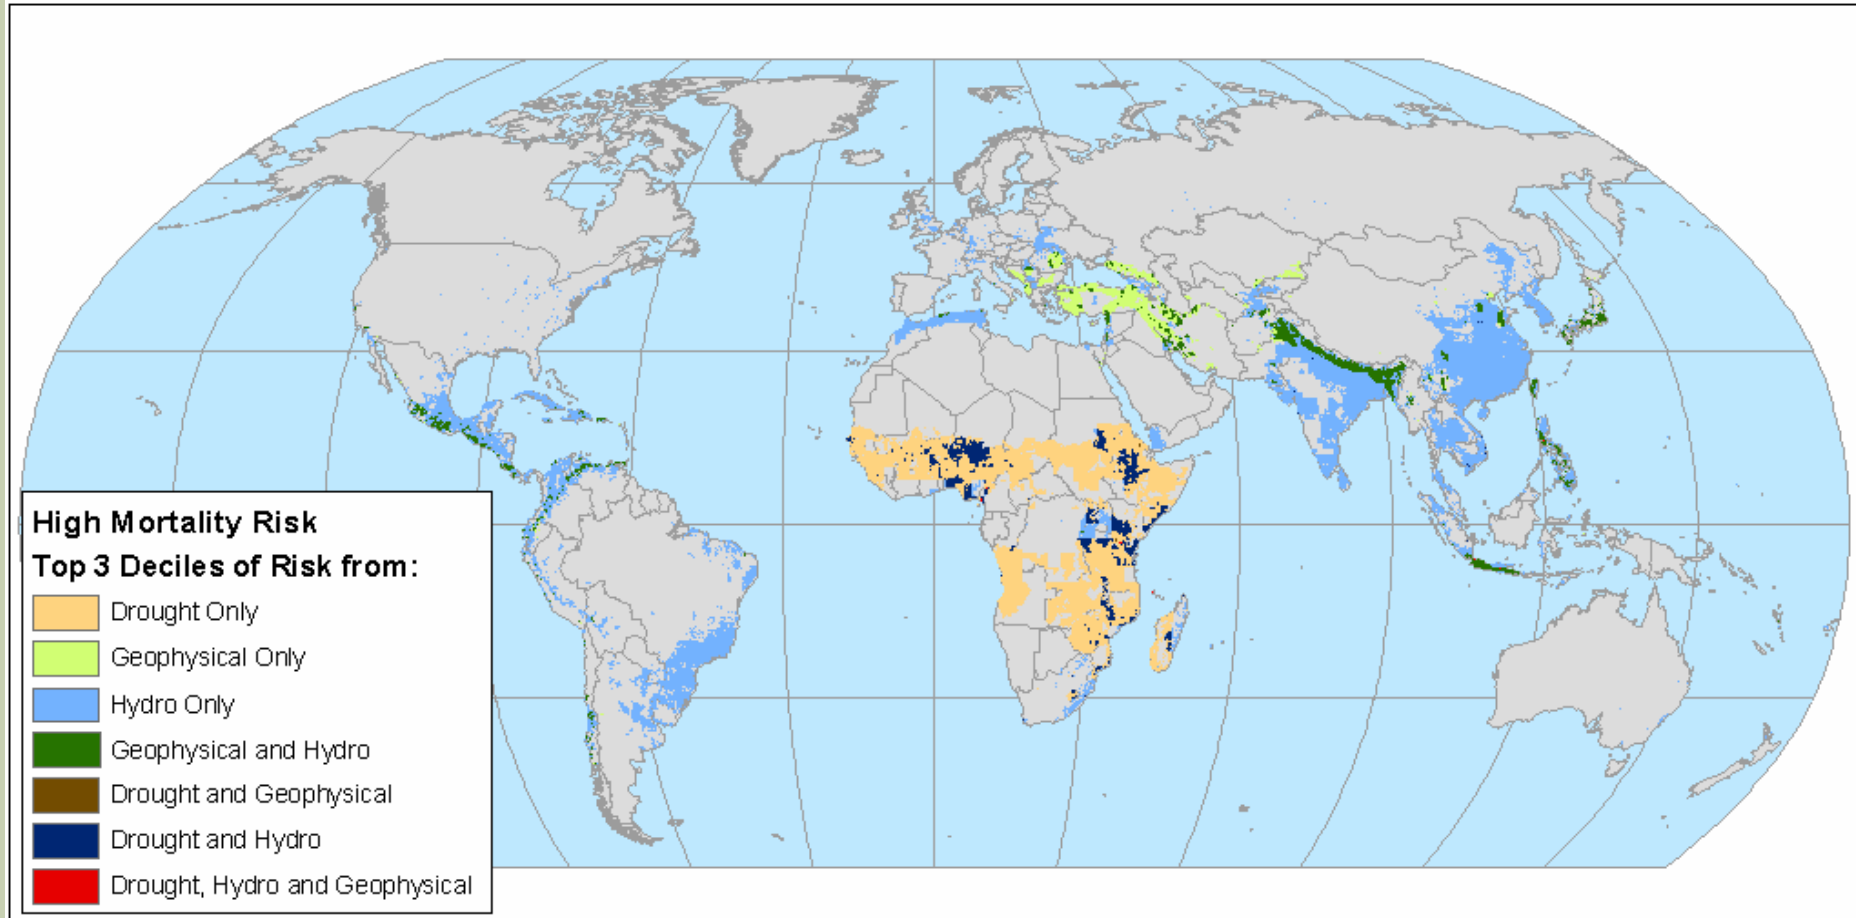 High Mortality Risk
Top 3 Deciles of Risk from:
Drought Only
Geophysical Only
Hydro Only
Geophysical and Hydro
Drought and Geophysical
Drought and Hydro
Drought, Hydro and Geophysical